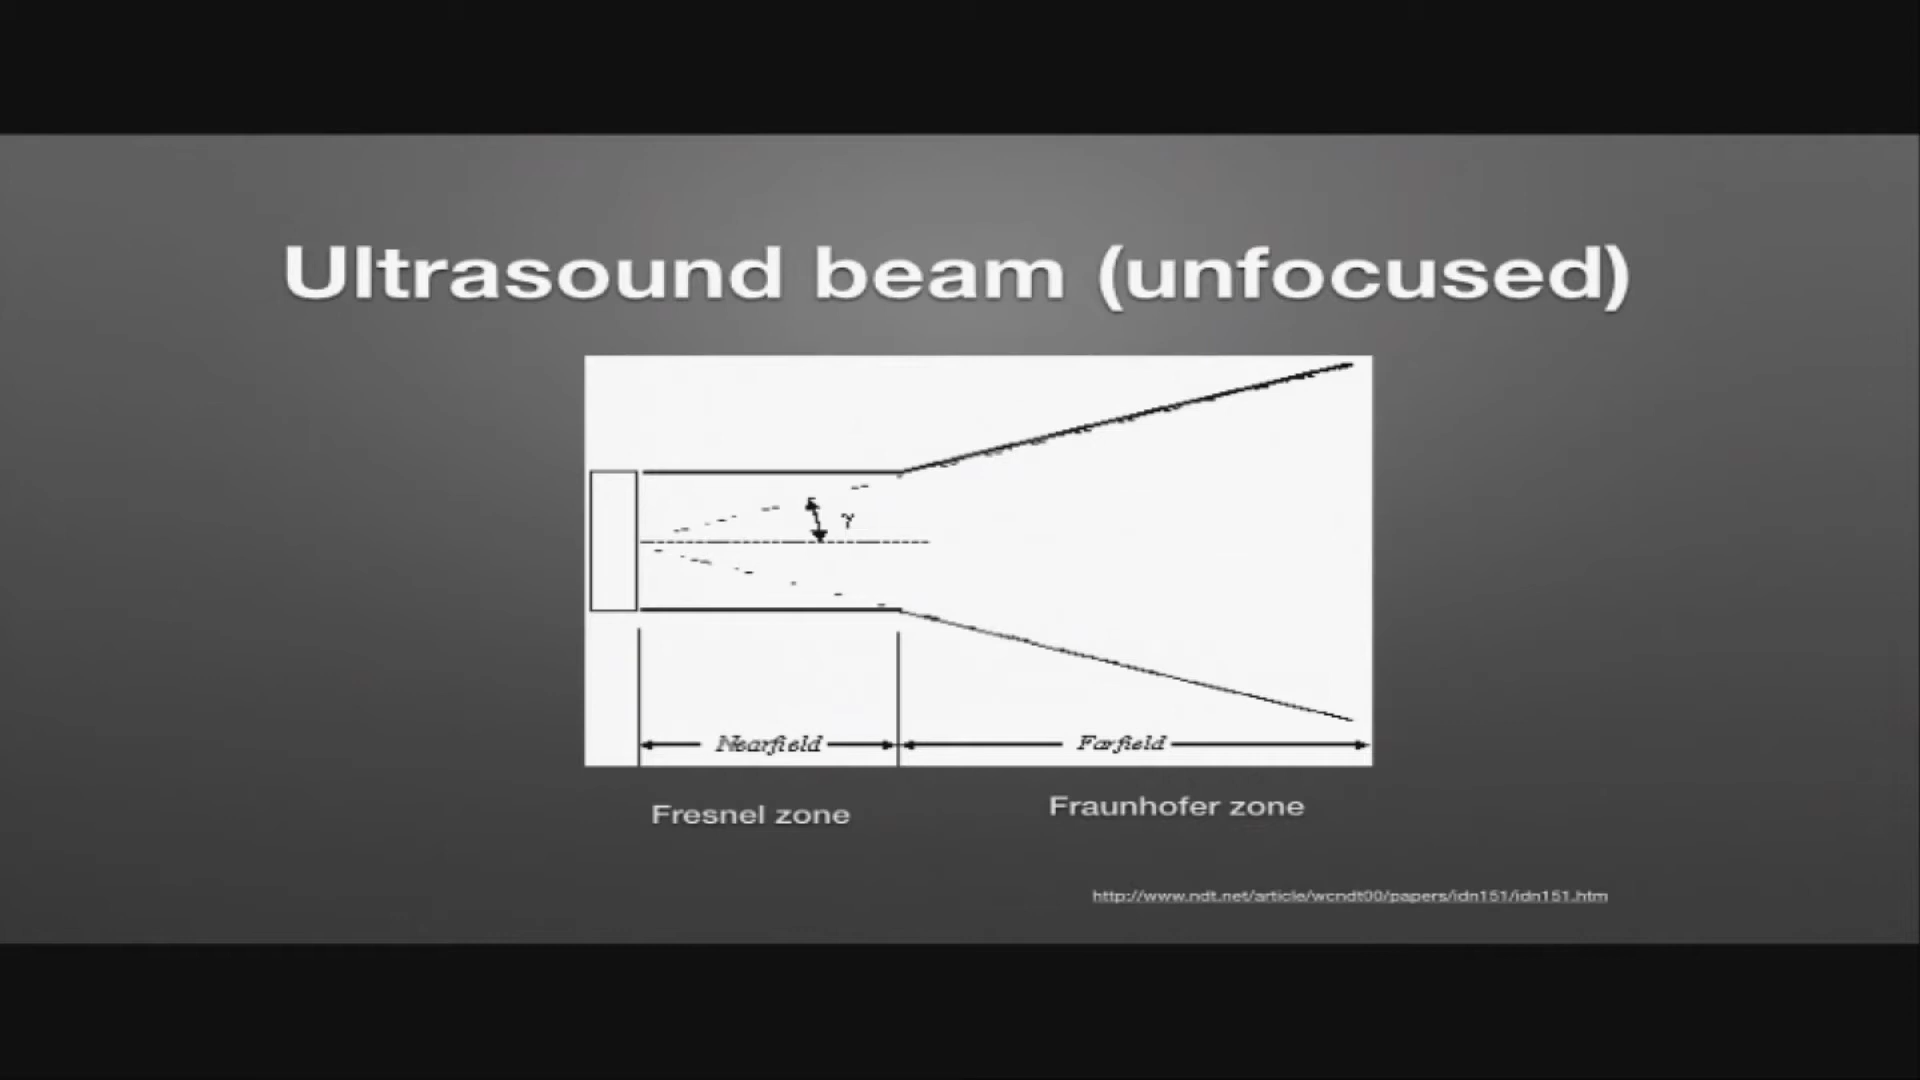 Ultrasound beam (unfocused)
γ
Nearfield
Farfield
Fresnel zone
Fraunhofer zone
http://www.ndt.net/article/wcndt00/papers/idn151/idn151.htm